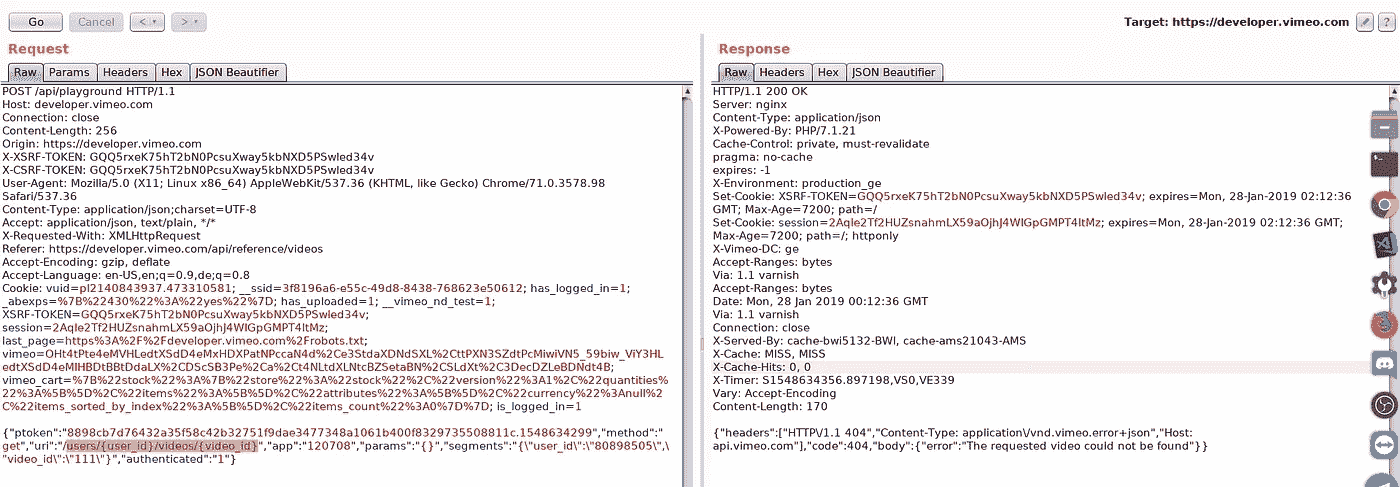 Go Cancel < >
Target: https://developer.vimeo.com ?
Request
Raw Params Headers Hex JSON Beautifier
POST /api/playground HTTP/1.1
Host: developer.vimeo.com
Connection: close
Content-Length: 256
Origin: https://developer.vimeo.com
X-XSRF-TOKEN: GQQ5rxeK75hT2bN0PcsuXway5kbNXD5PSwled34v
X-CSRF-TOKEN: GQQ5rxeK75hT2bN0PcsuXway5kbNXD5PSwled34v
User-Agent: Mozilla/5.0 (X11; Linux x86_64) AppleWebKit/537.36 (KHTML, like Gecko) Chrome/71.0.3578.98
Safari/537.36
Content-Type: application/json;charset=UTF-8
Accept: application/json, text/plain, */*
X-Requested-With: XMLHttpRequest
Referer: https://developer.vimeo.com/api/reference/videos
Accept-Encoding: gzip, deflate
Accept-Language: en-US,en;q=0.9,de;q=0.8
Cookie: vuid=pl2140843937.473310581; __ssid=3f8196a6-e55c-49d8-8438-768623e50612; has_logged_in=1;
_abexps=%7B%22430%22%3A%22yes%22%7D; has_uploaded=1; __vimeo_nd_test=1;
XSRF-TOKEN=GQQ5rxeK75hT2bN0PcsuXway5kbNXD5PSwled34v;
session=2Aqle2Tf2HUZsnahmLX59aOjhJ4WIGpGMPT4ltMz;
last_page=https%3A%2F%2Fdeveloper.vimeo.com%2Frobots.txt;
vimeo=OHt4tPte4eMVHLedtXSdD4eMxHDXPatNPccaN4d%2Ce3StdaXDNdSXL%2CttPXN3SZdtPcMiwiVN5_59biw_ViY3HL
edtXSdD4eMIHBDtBBtDdaLX%2CDScSB3Pe%2Ca%2Ct4NLtdXLNtcBZSetaBN%2CSLdXt%2C3DecDZLeBDNdt4B;
vimeo_cart=%7B%22stock%22%3A%7B%22store%22%3A%22stock%22%2C%22version%22%3A1%2C%22quantities%
22%3A%5B%5D%2C%22items%22%3A%5B%5D%2C%22attributes%22%3A%5B%5D%2C%22currency%22%3Anull%2
C%22items_sorted_by_index%22%3A%5B%5D%2C%22items_count%22%3A0%7D%7D; is_logged_in=1
{"ptoken":"8898cb7d76432a35f58c42b32751f9dae3477348a1061b400f8329735508811c.1548634299","method":"
get","uri":"/users/{user_id}/videos/{video_id}","app":"120708","params":"{}","segments":"{\"user_id\":\"80898505\",\
"video_id\":\"111\"}","authenticated":"1"}
Response
Raw Headers Hex JSON Beautifier
HTTP/1.1 200 OK
Server: nginx
Content-Type: application/json
X-Powered-By: PHP/7.1.21
Cache-Control: private, must-revalidate
pragma: no-cache
expires: -1
X-Environment: production_ge
Set-Cookie: XSRF-TOKEN=GQQ5rxeK75hT2bN0PcsuXway5kbNXD5PSwled34v; expires=Mon, 28-Jan-2019 02:12:36
GMT; Max-Age=7200; path=/
Set-Cookie: session=2Aqle2Tf2HUZsnahmLX59aOjhJ4WIGpGMPT4ltMz; expires=Mon, 28-Jan-2019 02:12:36 GMT;
Max-Age=7200; path=/; httponly
X-Vimeo-DC: ge
Accept-Ranges: bytes
Via: 1.1 varnish
Accept-Ranges: bytes
Date: Mon, 28 Jan 2019 00:12:36 GMT
Via: 1.1 varnish
Connection: close
X-Served-By: cache-bwi5132-BWI, cache-ams21043-AMS
X-Cache: MISS, MISS
X-Cache-Hits: 0, 0
X-Timer: S1548634356.897198,VS0,VE339
Vary: Accept-Encoding
Content-Length: 170
{"headers":["HTTP\/1.1 404","Content-Type: application\/vnd.vimeo.error+json","Host:
api.vimeo.com"],"code":404,"body":{"error":"The requested video could not be found"}}